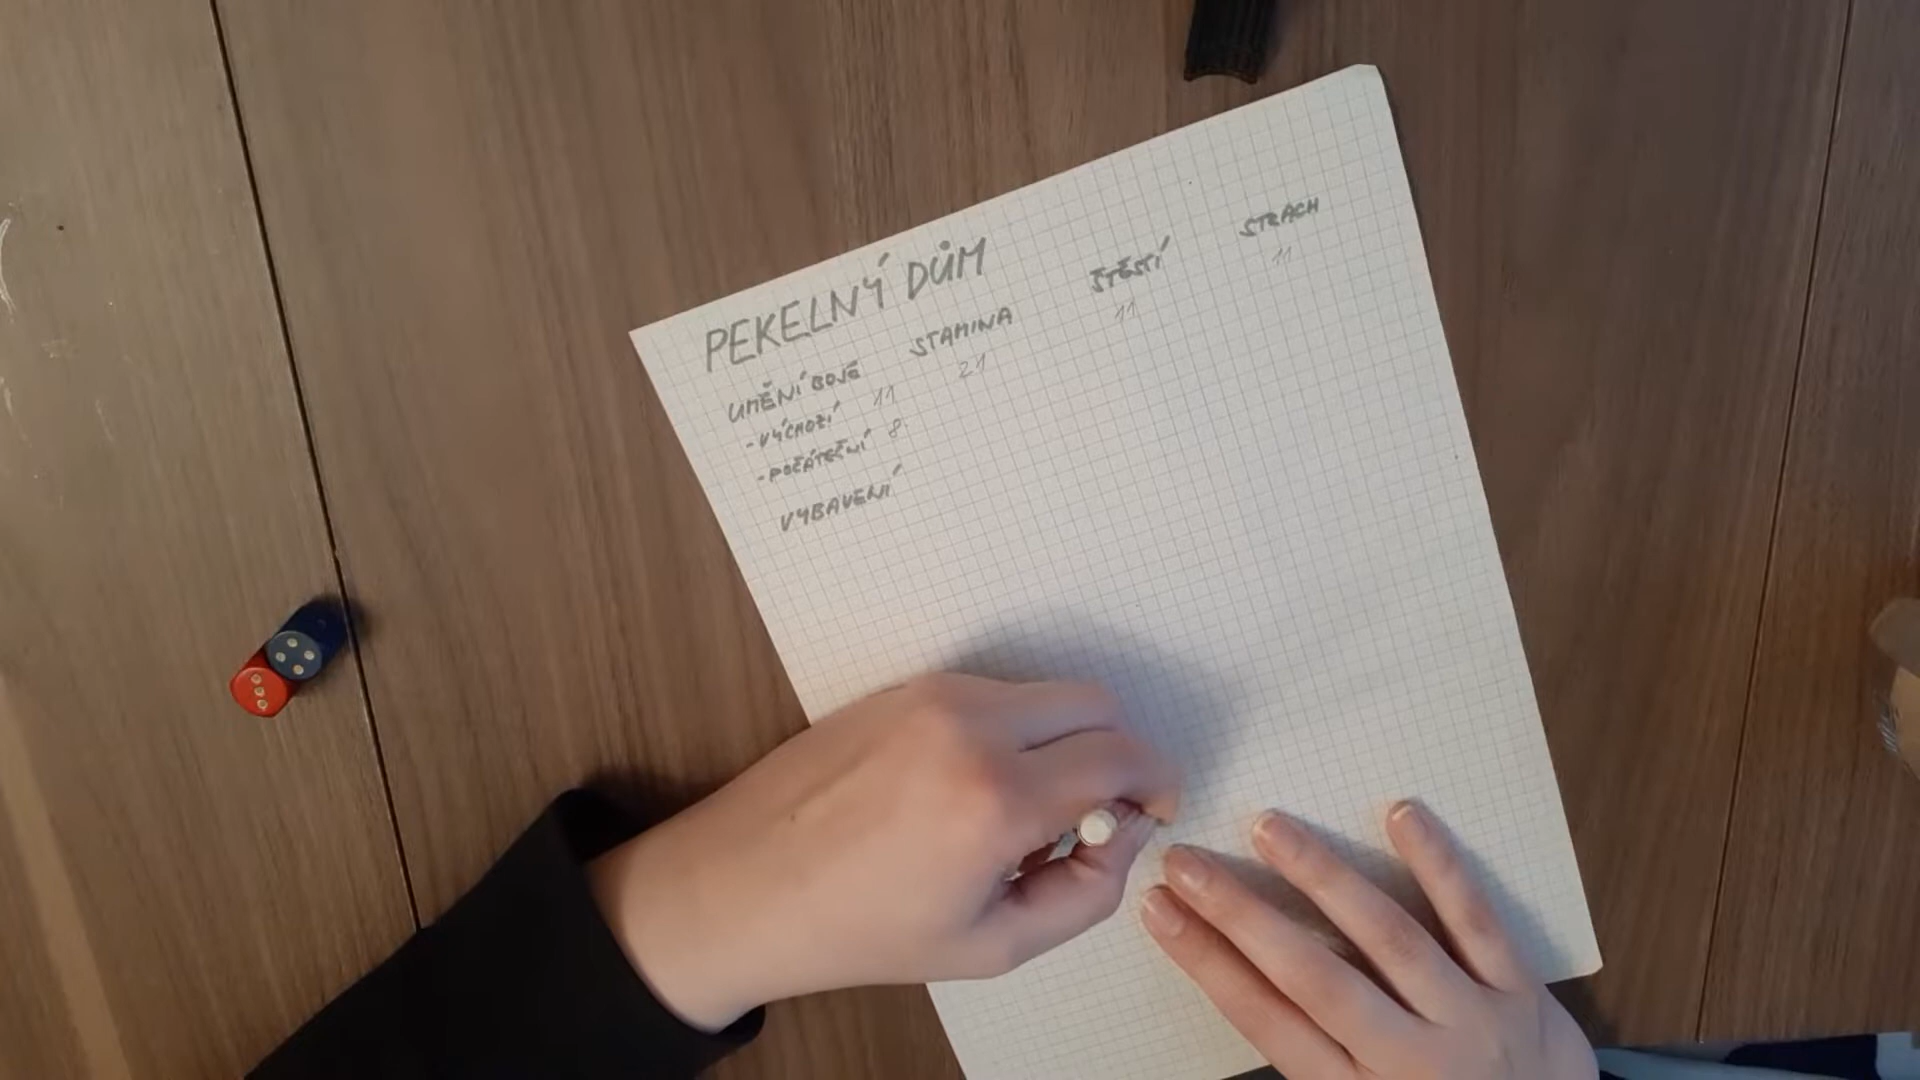 PEKELNÝ DŮM
UMĚNÍ BOJE STAMINA ŠTĚSTÍ STRACH
- VÝCHOZÍ 11 21 11 11
- POČÁTEČNÍ 8
VYBAVENÍ